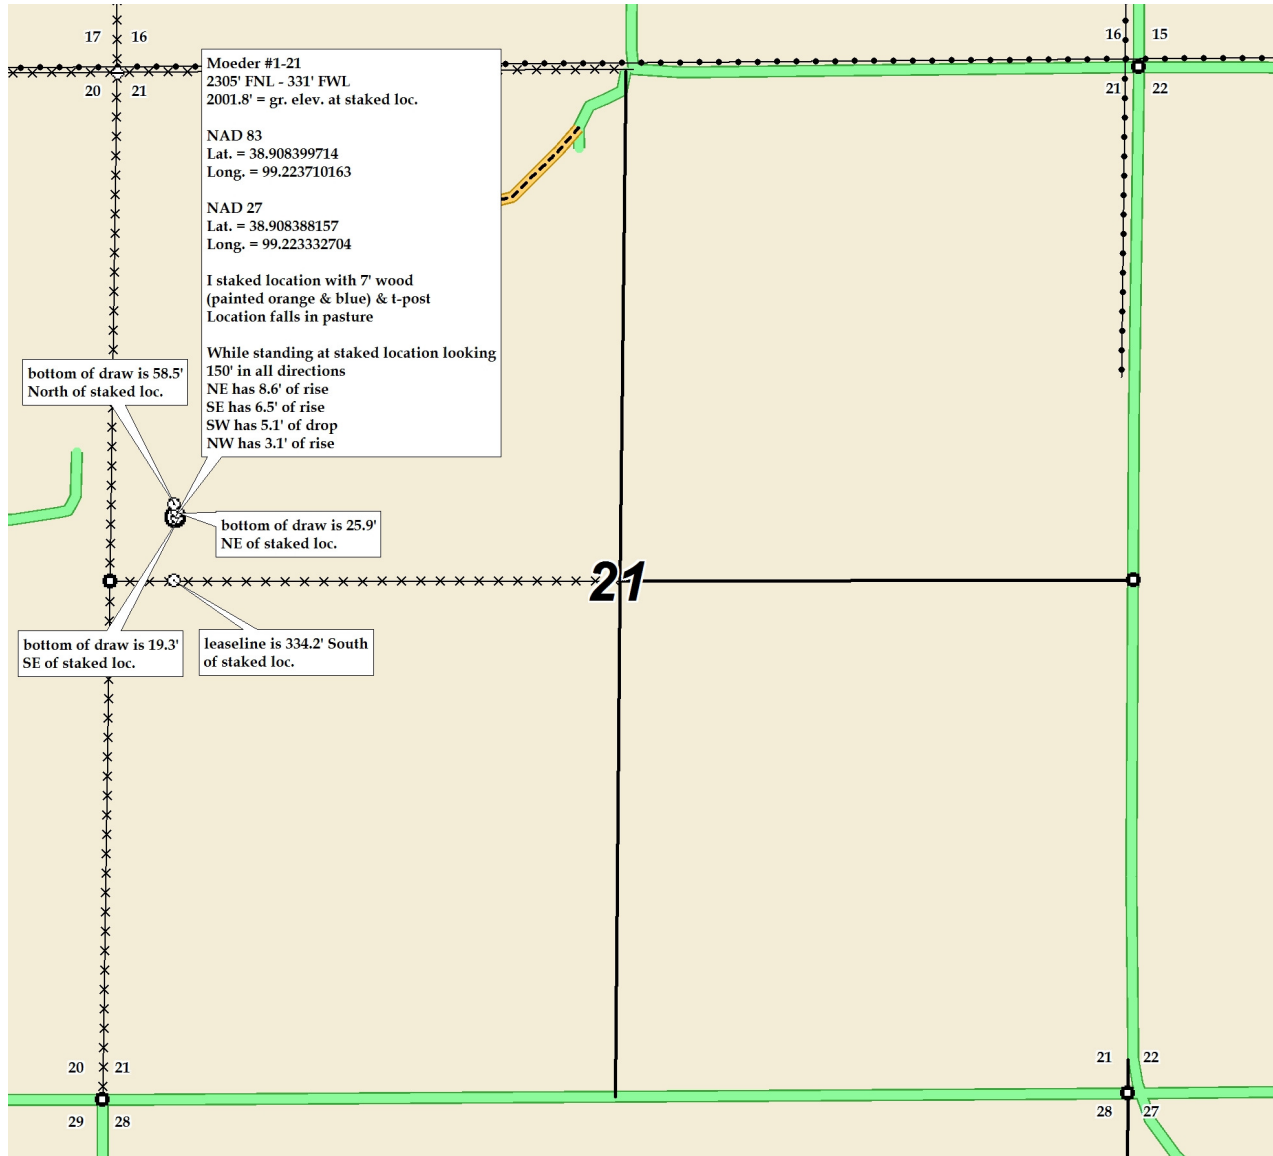 17 16
16 15
20 21
21 22
Moeder #1-21
2305' FNL - 331' FWL
2001.8' = gr. elev. at staked loc.
NAD 83
Lat. = 38.908399714
Long. = 99.223710163
NAD 27
Lat. = 38.908388157
Long. = 99.223332704
I staked location with 7' wood
(painted orange & blue) & t-post
Location falls in pasture
While standing at staked location looking
150' in all directions
NE has 8.6' of rise
SE has 6.5' of rise
SW has 5.1' of drop
NW has 3.1' of rise
bottom of draw is 58.5'
North of staked loc.
bottom of draw is 25.9'
NE of staked loc.
21
bottom of draw is 19.3'
SE of staked loc.
leaseline is 334.2' South
of staked loc.
20 21
21 22
29 28
28 27